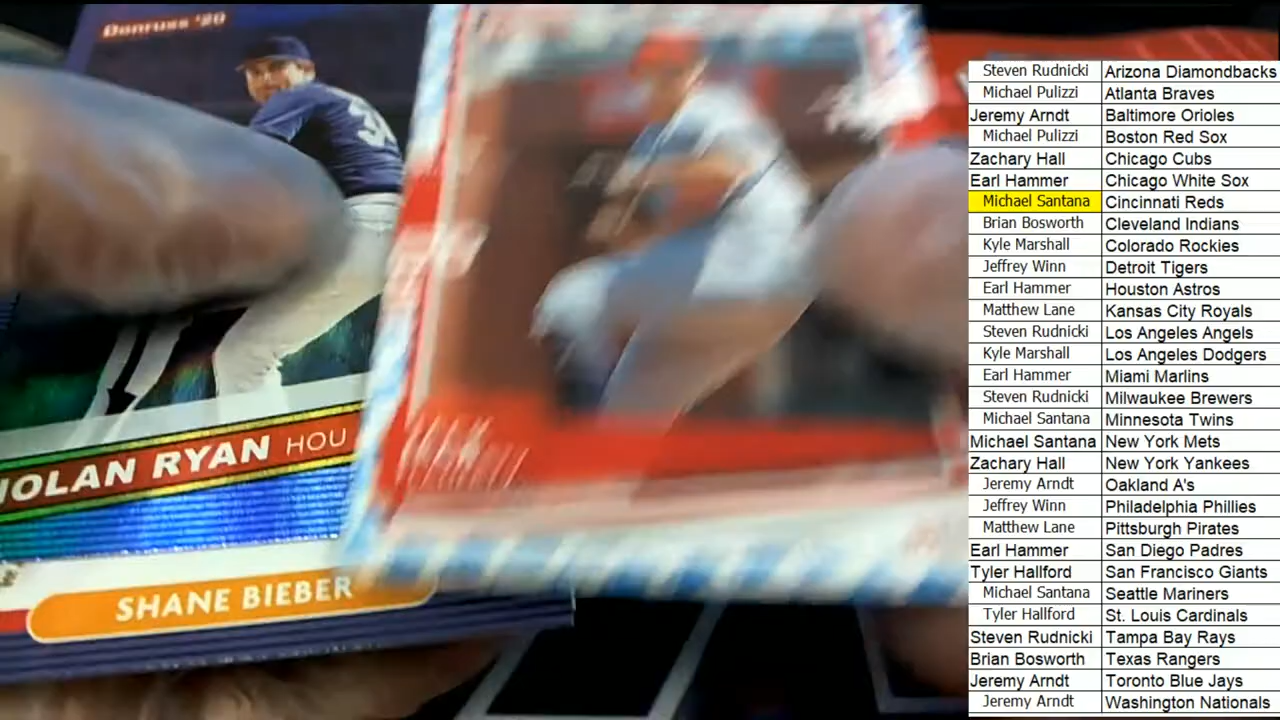 Donruss '20
34
NOLAN RYAN HOU
SHANE BIEBER
Steven Rudnicki Arizona Diamondbacks
Michael Pulizzi Atlanta Braves
Jeremy Arndt Baltimore Orioles
Michael Pulizzi Boston Red Sox
Zachary Hall Chicago Cubs
Earl Hammer Chicago White Sox
Michael Santana Cincinnati Reds
Brian Bosworth Cleveland Indians
Kyle Marshall Colorado Rockies
Jeffrey Winn Detroit Tigers
Earl Hammer Houston Astros
Matthew Lane Kansas City Royals
Steven Rudnicki Los Angeles Angels
Kyle Marshall Los Angeles Dodgers
Earl Hammer Miami Marlins
Steven Rudnicki Milwaukee Brewers
Michael Santana Minnesota Twins
Michael Santana New York Mets
Zachary Hall New York Yankees
Jeremy Arndt Oakland A's
Jeffrey Winn Philadelphia Phillies
Matthew Lane Pittsburgh Pirates
Earl Hammer San Diego Padres
Tyler Hallford San Francisco Giants
Michael Santana Seattle Mariners
Tyler Hallford St. Louis Cardinals
Steven Rudnicki Tampa Bay Rays
Brian Bosworth Texas Rangers
Jeremy Arndt Toronto Blue Jays
Jeremy Arndt Washington Nationals